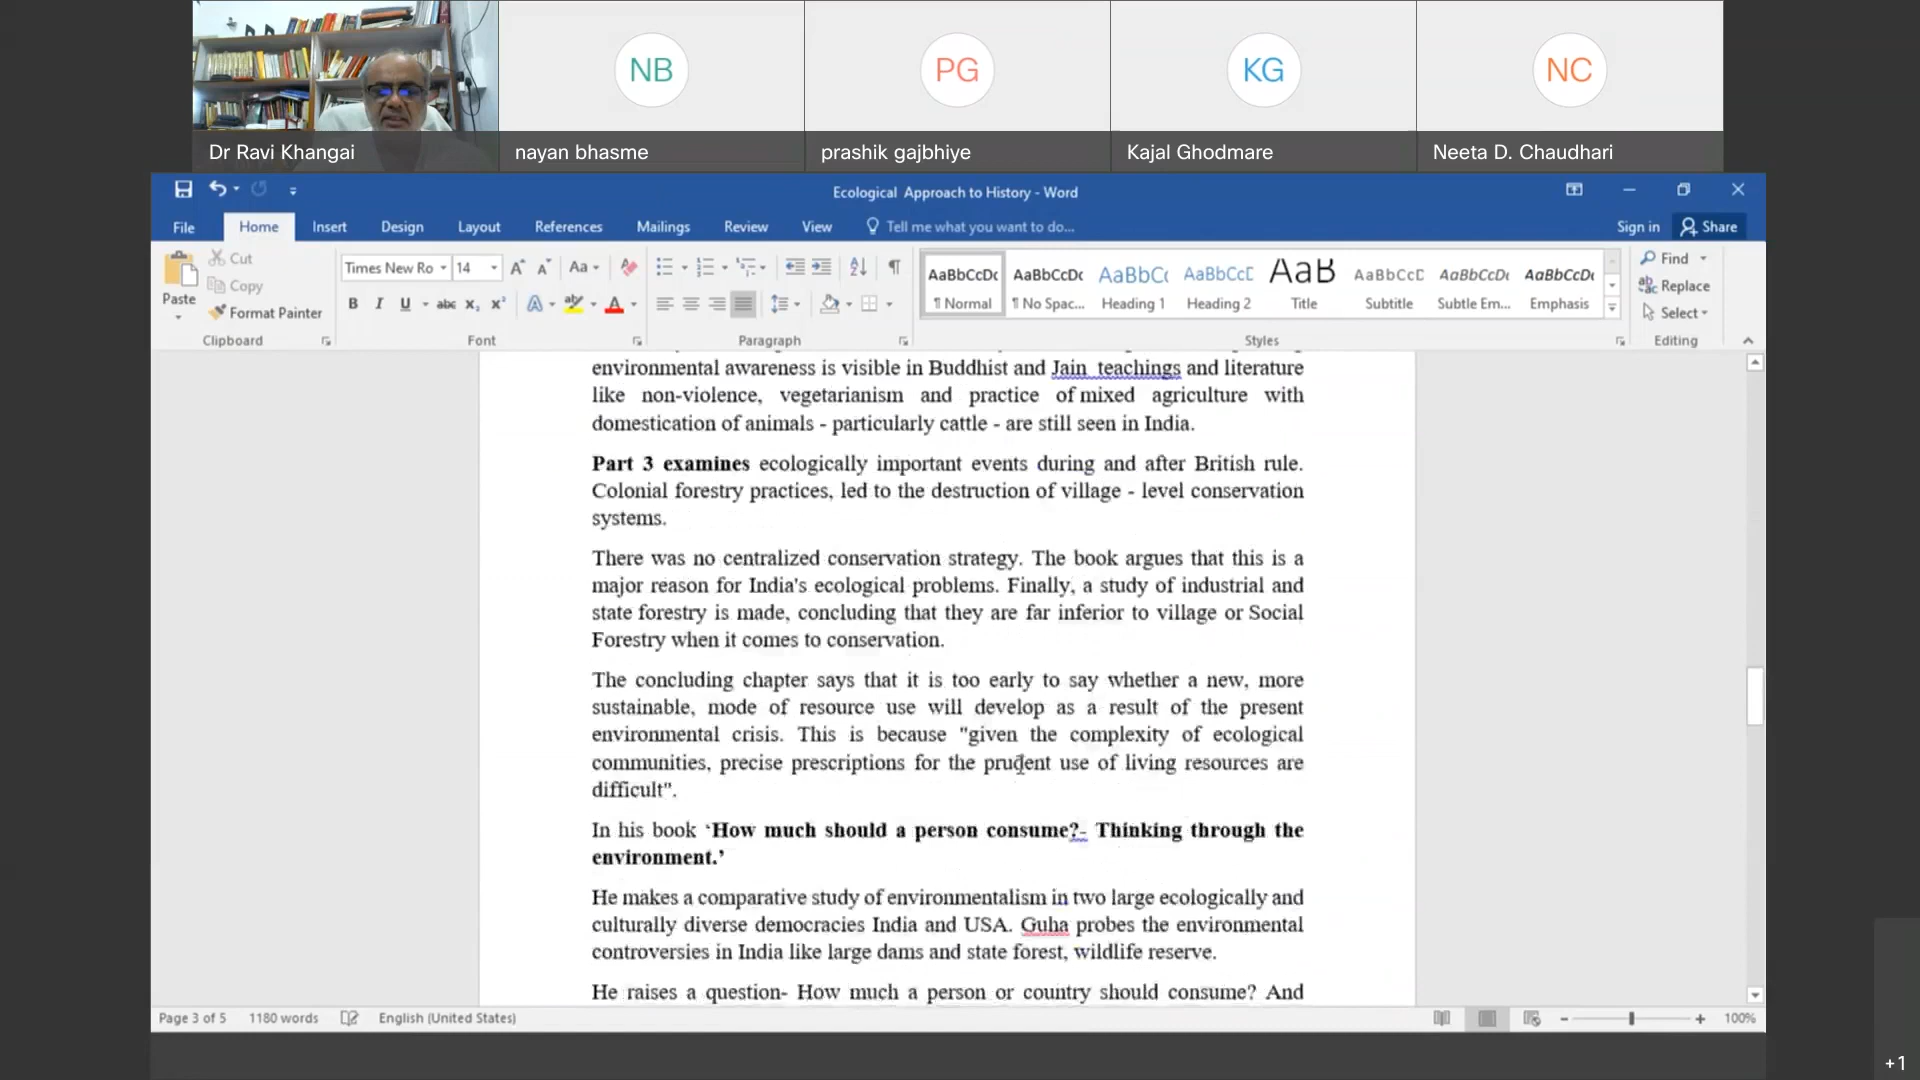 NB
PG
KG
NC
Dr Ravi Khangai
nayan bhasme
prashik gajbhiye
Kajal Ghodmare
Neeta D. Chaudhari
Ecological Approach to History - Word
File Home Insert Design Layout References Mailings Review View Tell me what you want to do... Sign in Share
Paste
Cut
Copy
Format Painter
Clipboard
Times New Ro 14
Font
Paragraph
AaBbCcDc AaBbCcDc AaBbC( AaBbCcE AaB AaBbCcD AaBbCcDc AaBbCcDc
¶ Normal ¶ No Spac... Heading 1 Heading 2 Title Subtitle Subtle Em... Emphasis
Styles
Find
Replace
Select
Editing
environmental awareness is visible in Buddhist and Jain teachings and literature
like non-violence, vegetarianism and practice of mixed agriculture with
domestication of animals - particularly cattle - are still seen in India.
Part 3 examines ecologically important events during and after British rule.
Colonial forestry practices, led to the destruction of village - level conservation
systems.
There was no centralized conservation strategy. The book argues that this is a
major reason for India's ecological problems. Finally, a study of industrial and
state forestry is made, concluding that they are far inferior to village or Social
Forestry when it comes to conservation.
The concluding chapter says that it is too early to say whether a new, more
sustainable, mode of resource use will develop as a result of the present
environmental crisis. This is because "given the complexity of ecological
communities, precise prescriptions for the prudent use of living resources are
difficult".
In his book ‘How much should a person consume?- Thinking through the
environment.’
He makes a comparative study of environmentalism in two large ecologically and
culturally diverse democracies India and USA. Guha probes the environmental
controversies in India like large dams and state forest, wildlife reserve.
He raises a question- How much a person or country should consume? And
Page 3 of 5 1180 words English (United States) 100%
+1